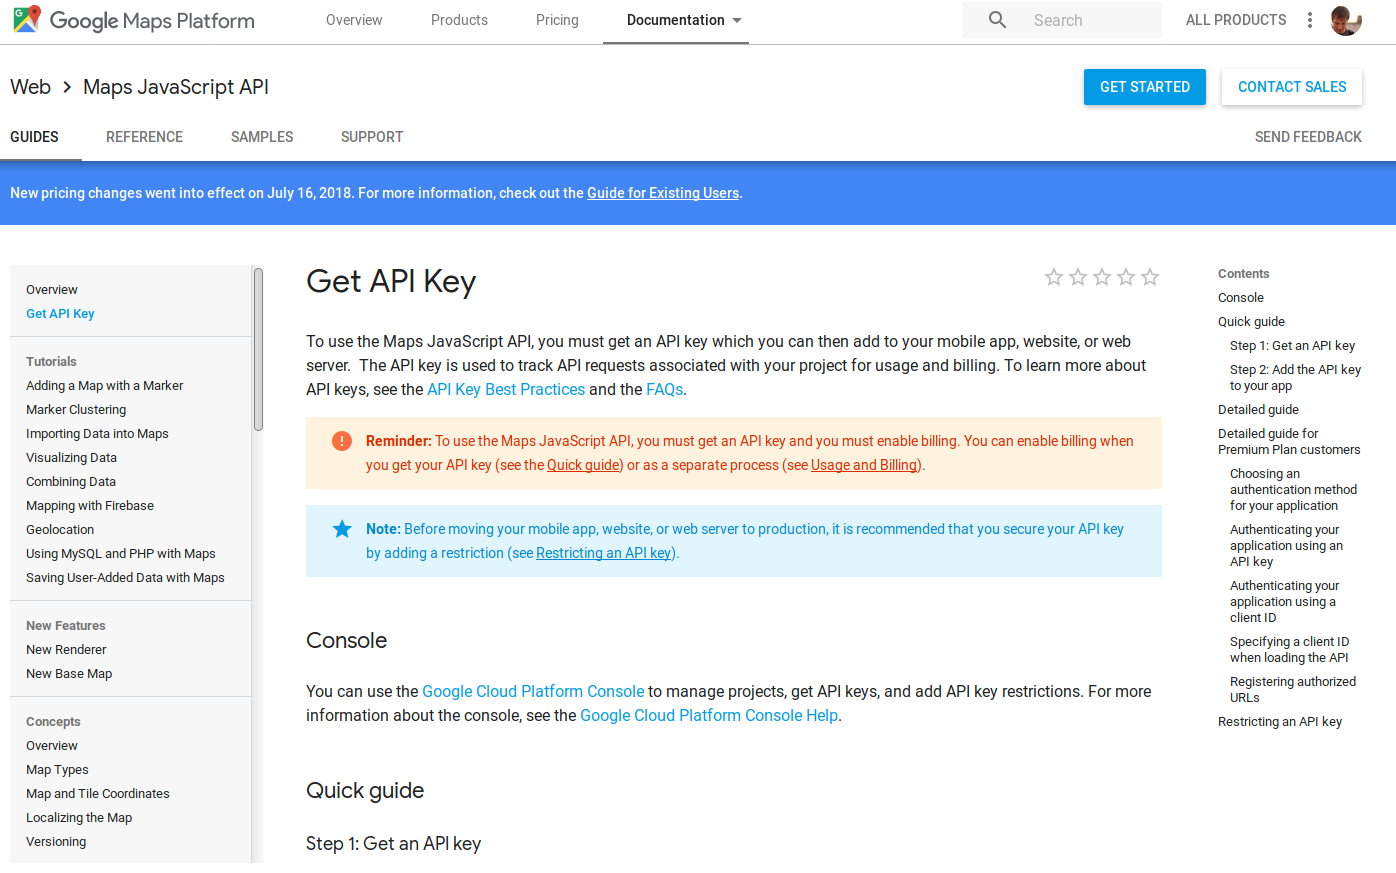 Google Maps Platform
Overview
Products
Pricing
Documentation
Search
ALL PRODUCTS
Web
Maps JavaScript API
GET STARTED
CONTACT SALES
GUIDES
REFERENCE
SAMPLES
SUPPORT
SEND FEEDBACK
New pricing changes went into effect on July 16, 2018. For more information, check out the Guide for Existing Users.
Overview
Get API Key
Tutorials
Adding a Map with a Marker
Marker Clustering
Importing Data into Maps
Visualizing Data
Combining Data
Mapping with Firebase
Geolocation
Using MySQL and PHP with Maps
Saving User-Added Data with Maps
New Features
New Renderer
New Base Map
Concepts
Overview
Map Types
Map and Tile Coordinates
Localizing the Map
Versioning
Get API Key
To use the Maps JavaScript API, you must get an API key which you can then add to your mobile app, website, or web
server. The API key is used to track API requests associated with your project for usage and billing. To learn more about
API keys, see the API Key Best Practices and the FAQs.
Reminder: To use the Maps JavaScript API, you must get an API key and you must enable billing. You can enable billing when
you get your API key (see the Quick guide) or as a separate process (see Usage and Billing).
Note: Before moving your mobile app, website, or web server to production, it is recommended that you secure your API key
by adding a restriction (see Restricting an API key).
Console
You can use the Google Cloud Platform Console to manage projects, get API keys, and add API key restrictions. For more
information about the console, see the Google Cloud Platform Console Help.
Quick guide
Step 1: Get an API key
Contents
Console
Quick guide
Step 1: Get an API key
Step 2: Add the API key
to your app
Detailed guide
Detailed guide for
Premium Plan customers
Choosing an
authentication method
for your application
Authenticating your
application using an
API key
Authenticating your
application using a
client ID
Specifying a client ID
when loading the API
Registering authorized
URLs
Restricting an API key